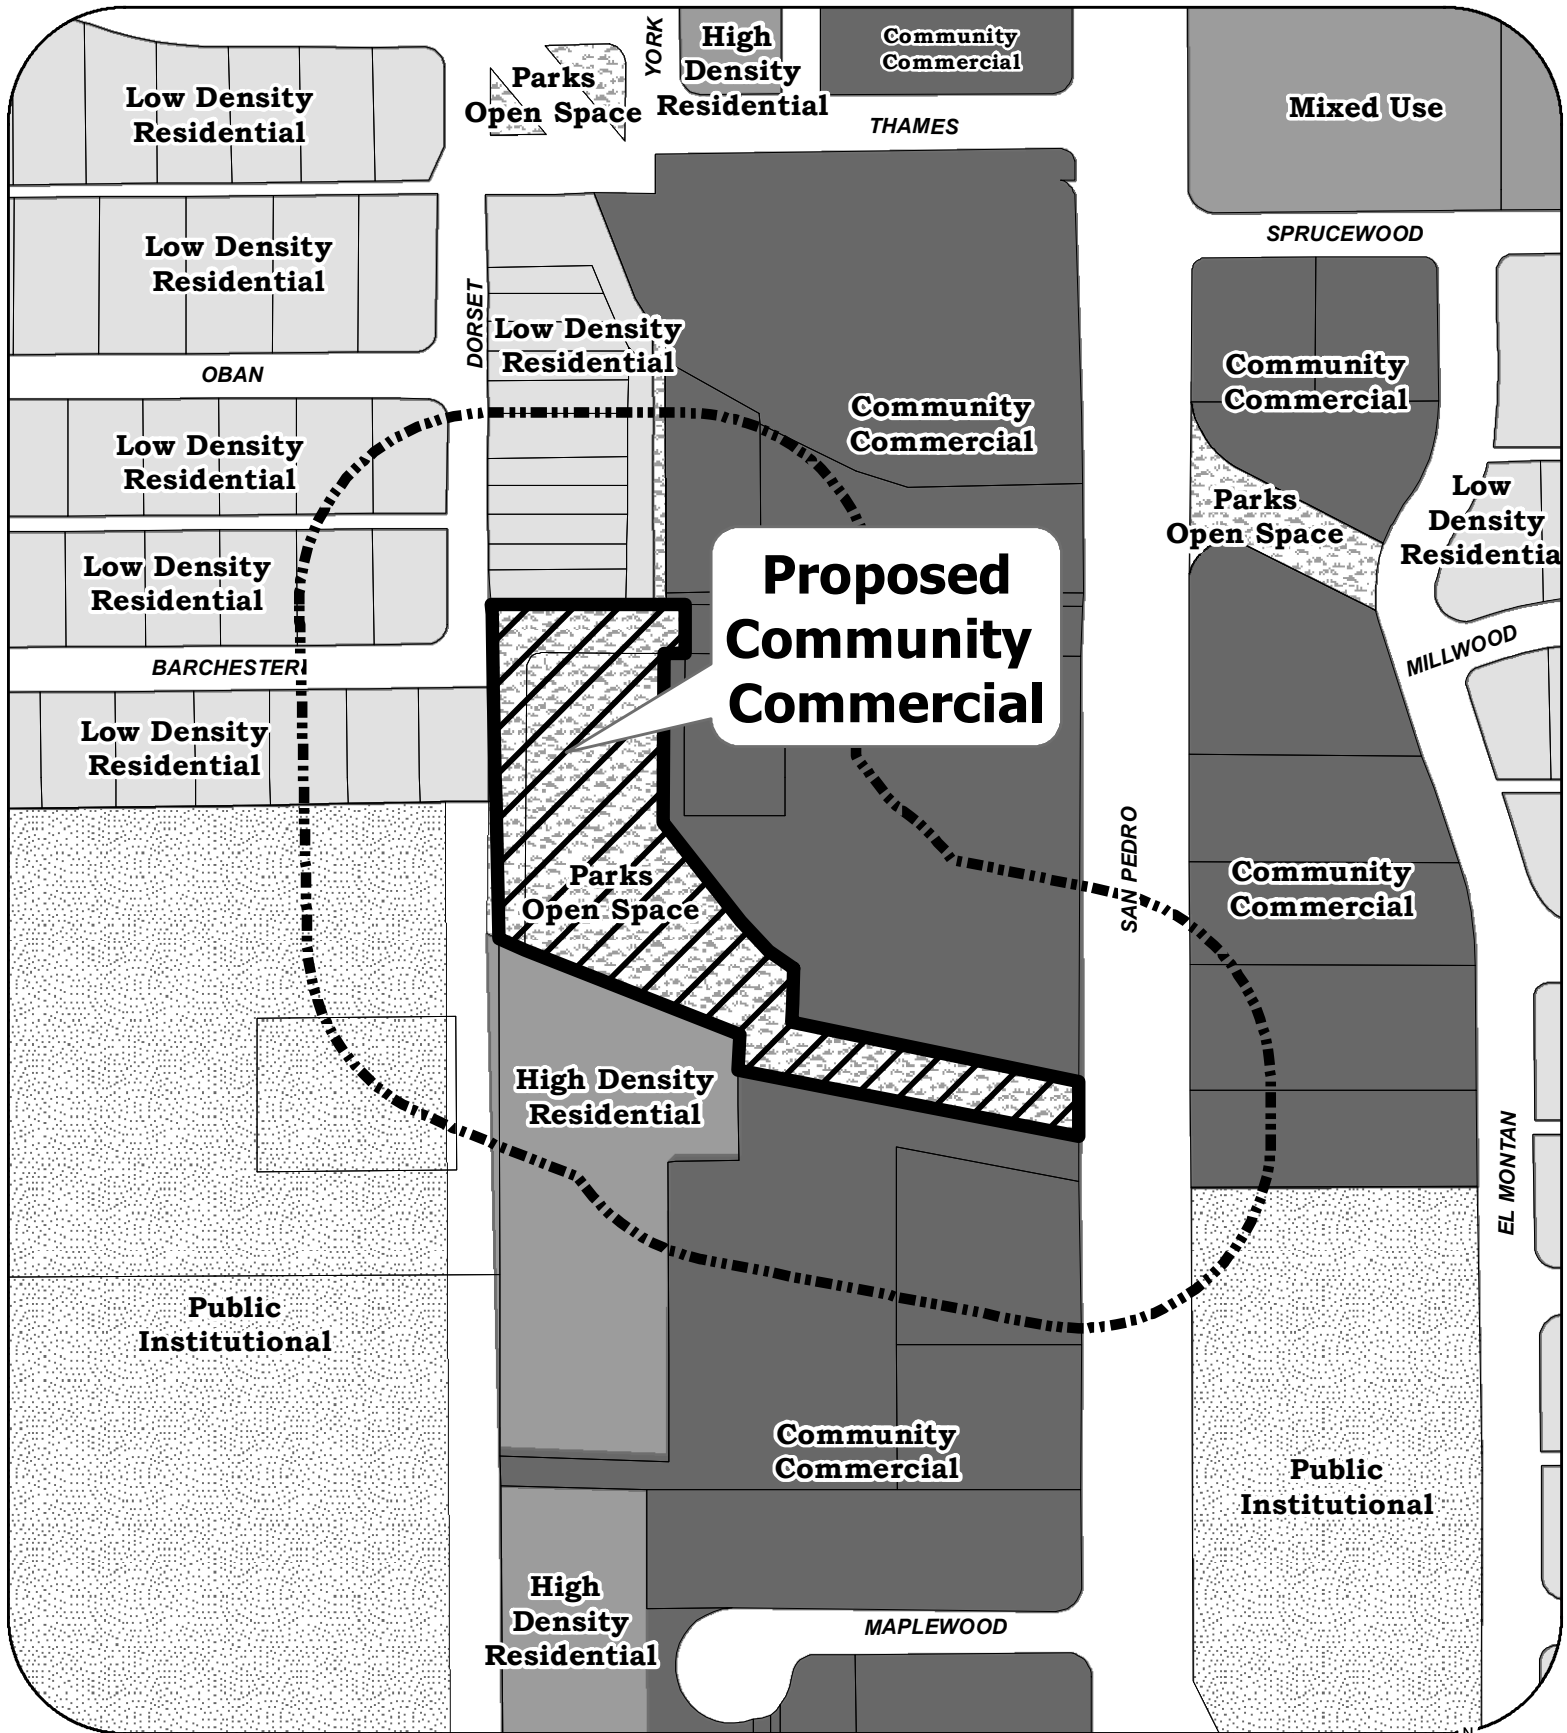 YORK
High
Density
Residential
Community
Commercial
Parks
Open Space
Low Density
Residential
Mixed Use
THAMES
Low Density
Residential
SPRUCEWOOD
DORSET
Low Density
Residential
OBAN
Community
Commercial
Community
Commercial
Low Density
Residential
Parks
Open Space
Low
Density
Residentia
Proposed
Community
Commercial
Low Density
Residential
MILLWOOD
BARCHESTER
Low Density
Residential
SAN PEDRO
Parks
Open Space
Community
Commercial
High Density
Residential
EL MONTAN
Public
Institutional
Community
Commercial
Public
Institutional
High
Density
Residential
MAPLEWOOD
N